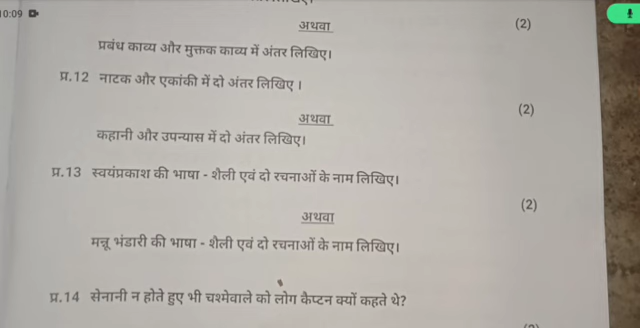 10:09
अथवा (2)
प्रबंध काव्य और मुक्तक काव्य में अंतर लिखिए।
प्र.12 नाटक और एकांकी में दो अंतर लिखिए ।
(2)
अथवा
कहानी और उपन्यास में दो अंतर लिखिए।
प्र.13 स्वयंप्रकाश की भाषा - शैली एवं दो रचनाओं के नाम लिखिए।
(2)
अथवा
मन्नू भंडारी की भाषा - शैली एवं दो रचनाओं के नाम लिखिए।
प्र.14 सेनानी न होते हुए भी चश्मेवाले को लोग कैप्टन क्यों कहते थे?